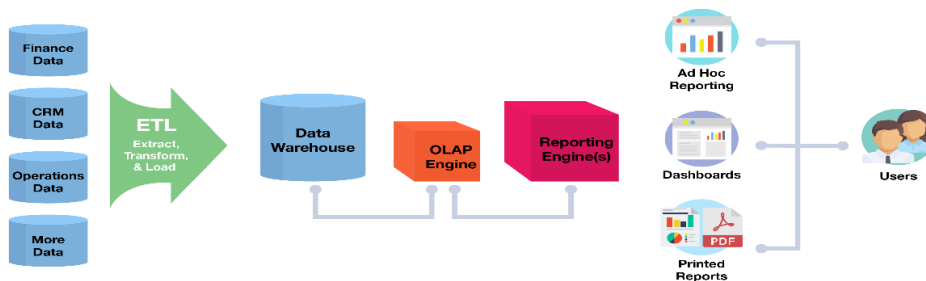 Finance
Data
CRM
Data
Operations
Data
More
Data
ETL
Extract,
Transform,
& Load
Data
Warehouse
OLAP
Engine
Reporting
Engine(s)
Ad Hoc
Reporting
Dashboards
PDF
Printed
Reports
Users